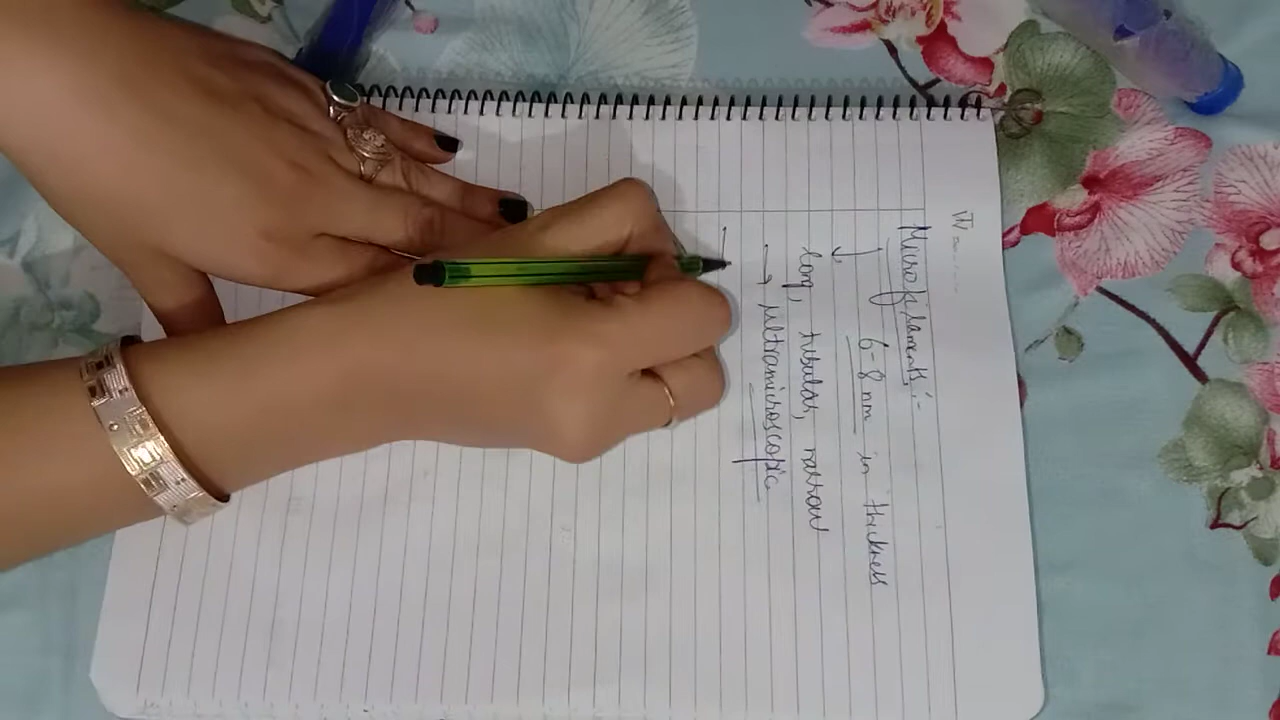 Microfilaments:-
↳ 6-8 nm in thickness
long, tubular, narrow
→ ultramicroscopic